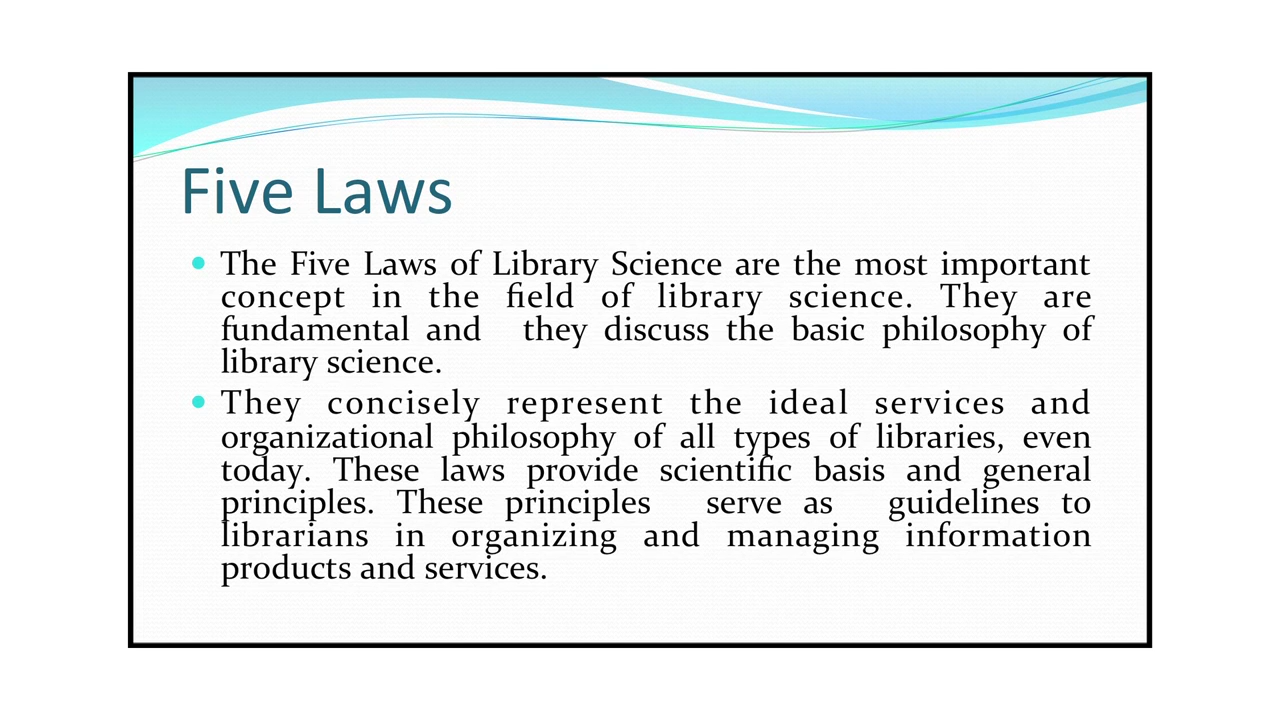 Five Laws
• The Five Laws of Library Science are the most important
concept in the field of library science. They are
fundamental and they discuss the basic philosophy of
library science.
• They concisely represent the ideal services and
organizational philosophy of all types of libraries, even
today. These laws provide scientific basis and general
principles. These principles serve as guidelines to
librarians in organizing and managing information
products and services.